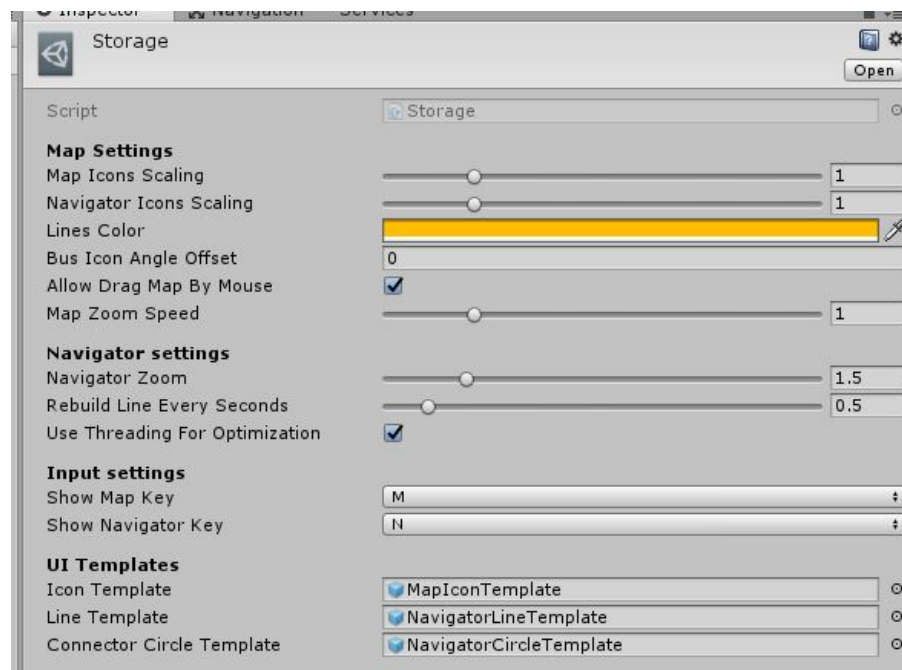 Inspector Navigation Services
Storage
Open
Script Storage
Map Settings
Map Icons Scaling 1
Navigator Icons Scaling 1
Lines Color
Bus Icon Angle Offset 0
Allow Drag Map By Mouse
Map Zoom Speed 1
Navigator settings
Navigator Zoom 1.5
Rebuild Line Every Seconds 0.5
Use Threading For Optimization
Input settings
Show Map Key M
Show Navigator Key N
UI Templates
Icon Template MapIconTemplate
Line Template NavigatorLineTemplate
Connector Circle Template NavigatorCircleTemplate